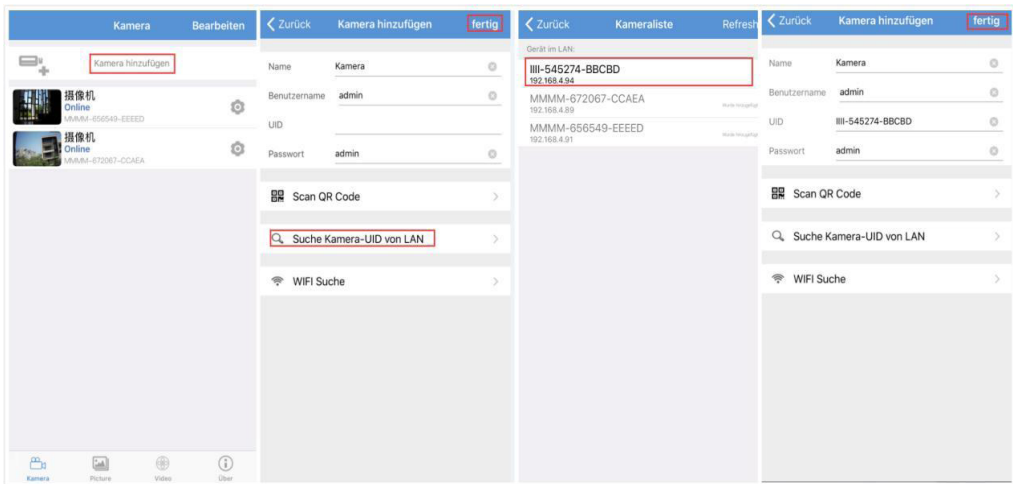 Kamera
Bearbeiten
Kamera hinzufügen
摄像机
Online
MMMM-656549-EEEED
摄像机
Online
MMMM-672067-CCAEA
Kamera
Picture
Video
Über
Zurück
Kamera hinzufügen
fertig
Name
Kamera
Benutzername
admin
UID
Passwort
admin
Scan QR Code
Suche Kamera-UID von LAN
WIFI Suche
Zurück
Kameraliste
Refresh
Gerät im LAN:
IIII-545274-BBCBD
192.168.4.94
MMMM-672067-CCAEA
192.168.4.89
MMMM-656549-EEEED
192.168.4.91
Zurück
Kamera hinzufügen
fertig
Name
Kamera
Benutzername
admin
UID
IIII-545274-BBCBD
Passwort
admin
Scan QR Code
Suche Kamera-UID von LAN
WIFI Suche